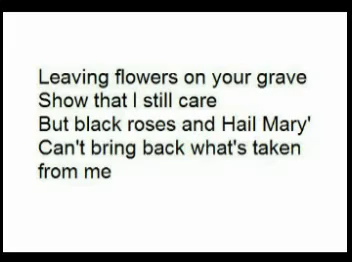 Leaving flowers on your grave
Show that I still care
But black roses and Hail Mary'
Can't bring back what's taken
from me